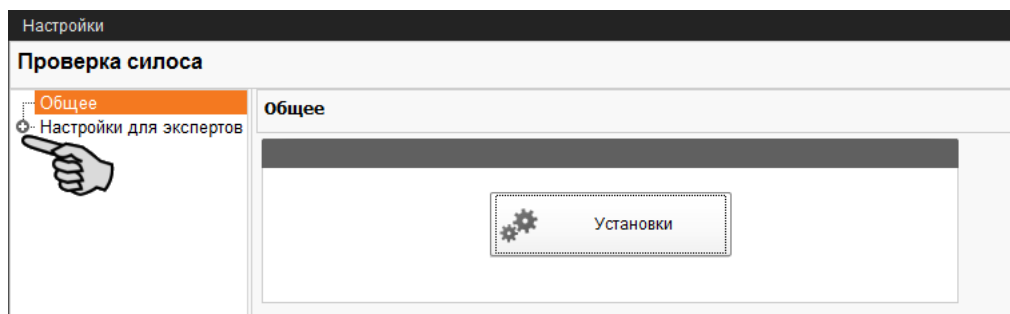 Настройки
Проверка силоса
Общее
Настройки для экспертов
Общее
Установки